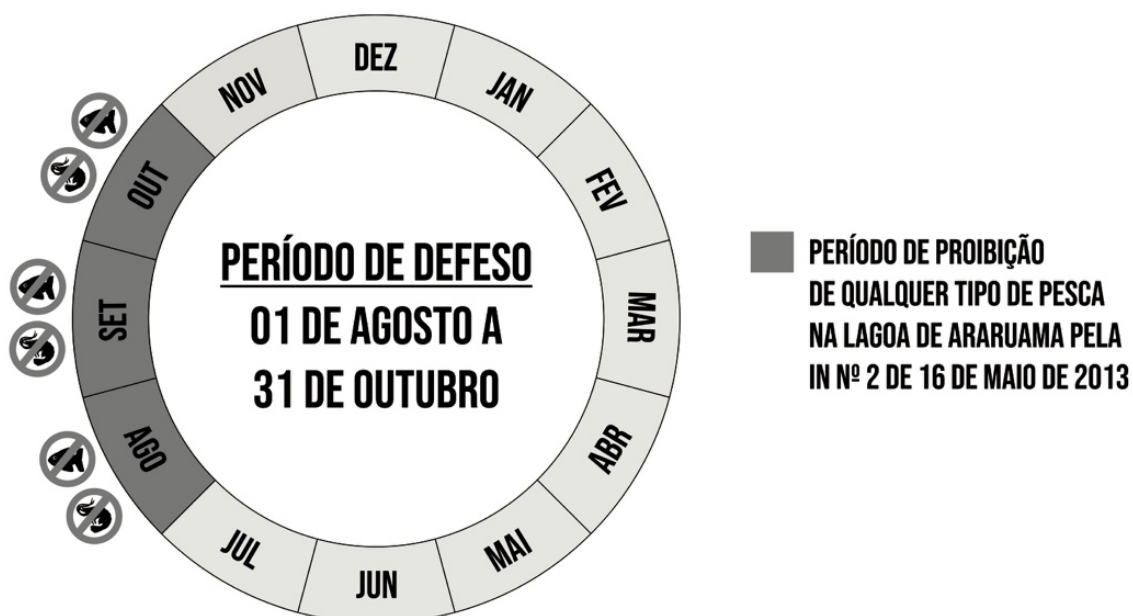 DEZ
JAN
FEV
MAR
ABR
MAI
JUN
JUL
AGO
SET
OUT
NOV
PERÍODO DE DEFESO
01 DE AGOSTO A
31 DE OUTUBRO
PERÍODO DE PROIBIÇÃO
DE QUALQUER TIPO DE PESCA
NA LAGOA DE ARARUAMA PELA
IN Nº 2 DE 16 DE MAIO DE 2013